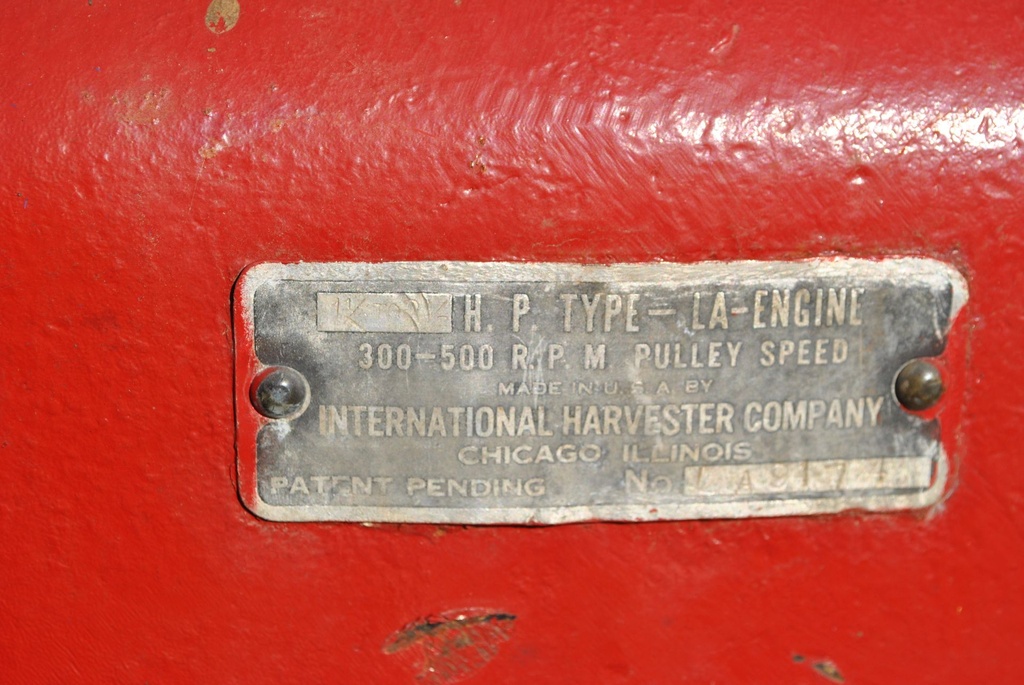 H. P. TYPE — LA-ENGINE
300-500 R. P. M. PULLEY SPEED
MADE IN U. S. A. BY
INTERNATIONAL HARVESTER COMPANY
CHICAGO ILLINOIS
PATENT PENDING No